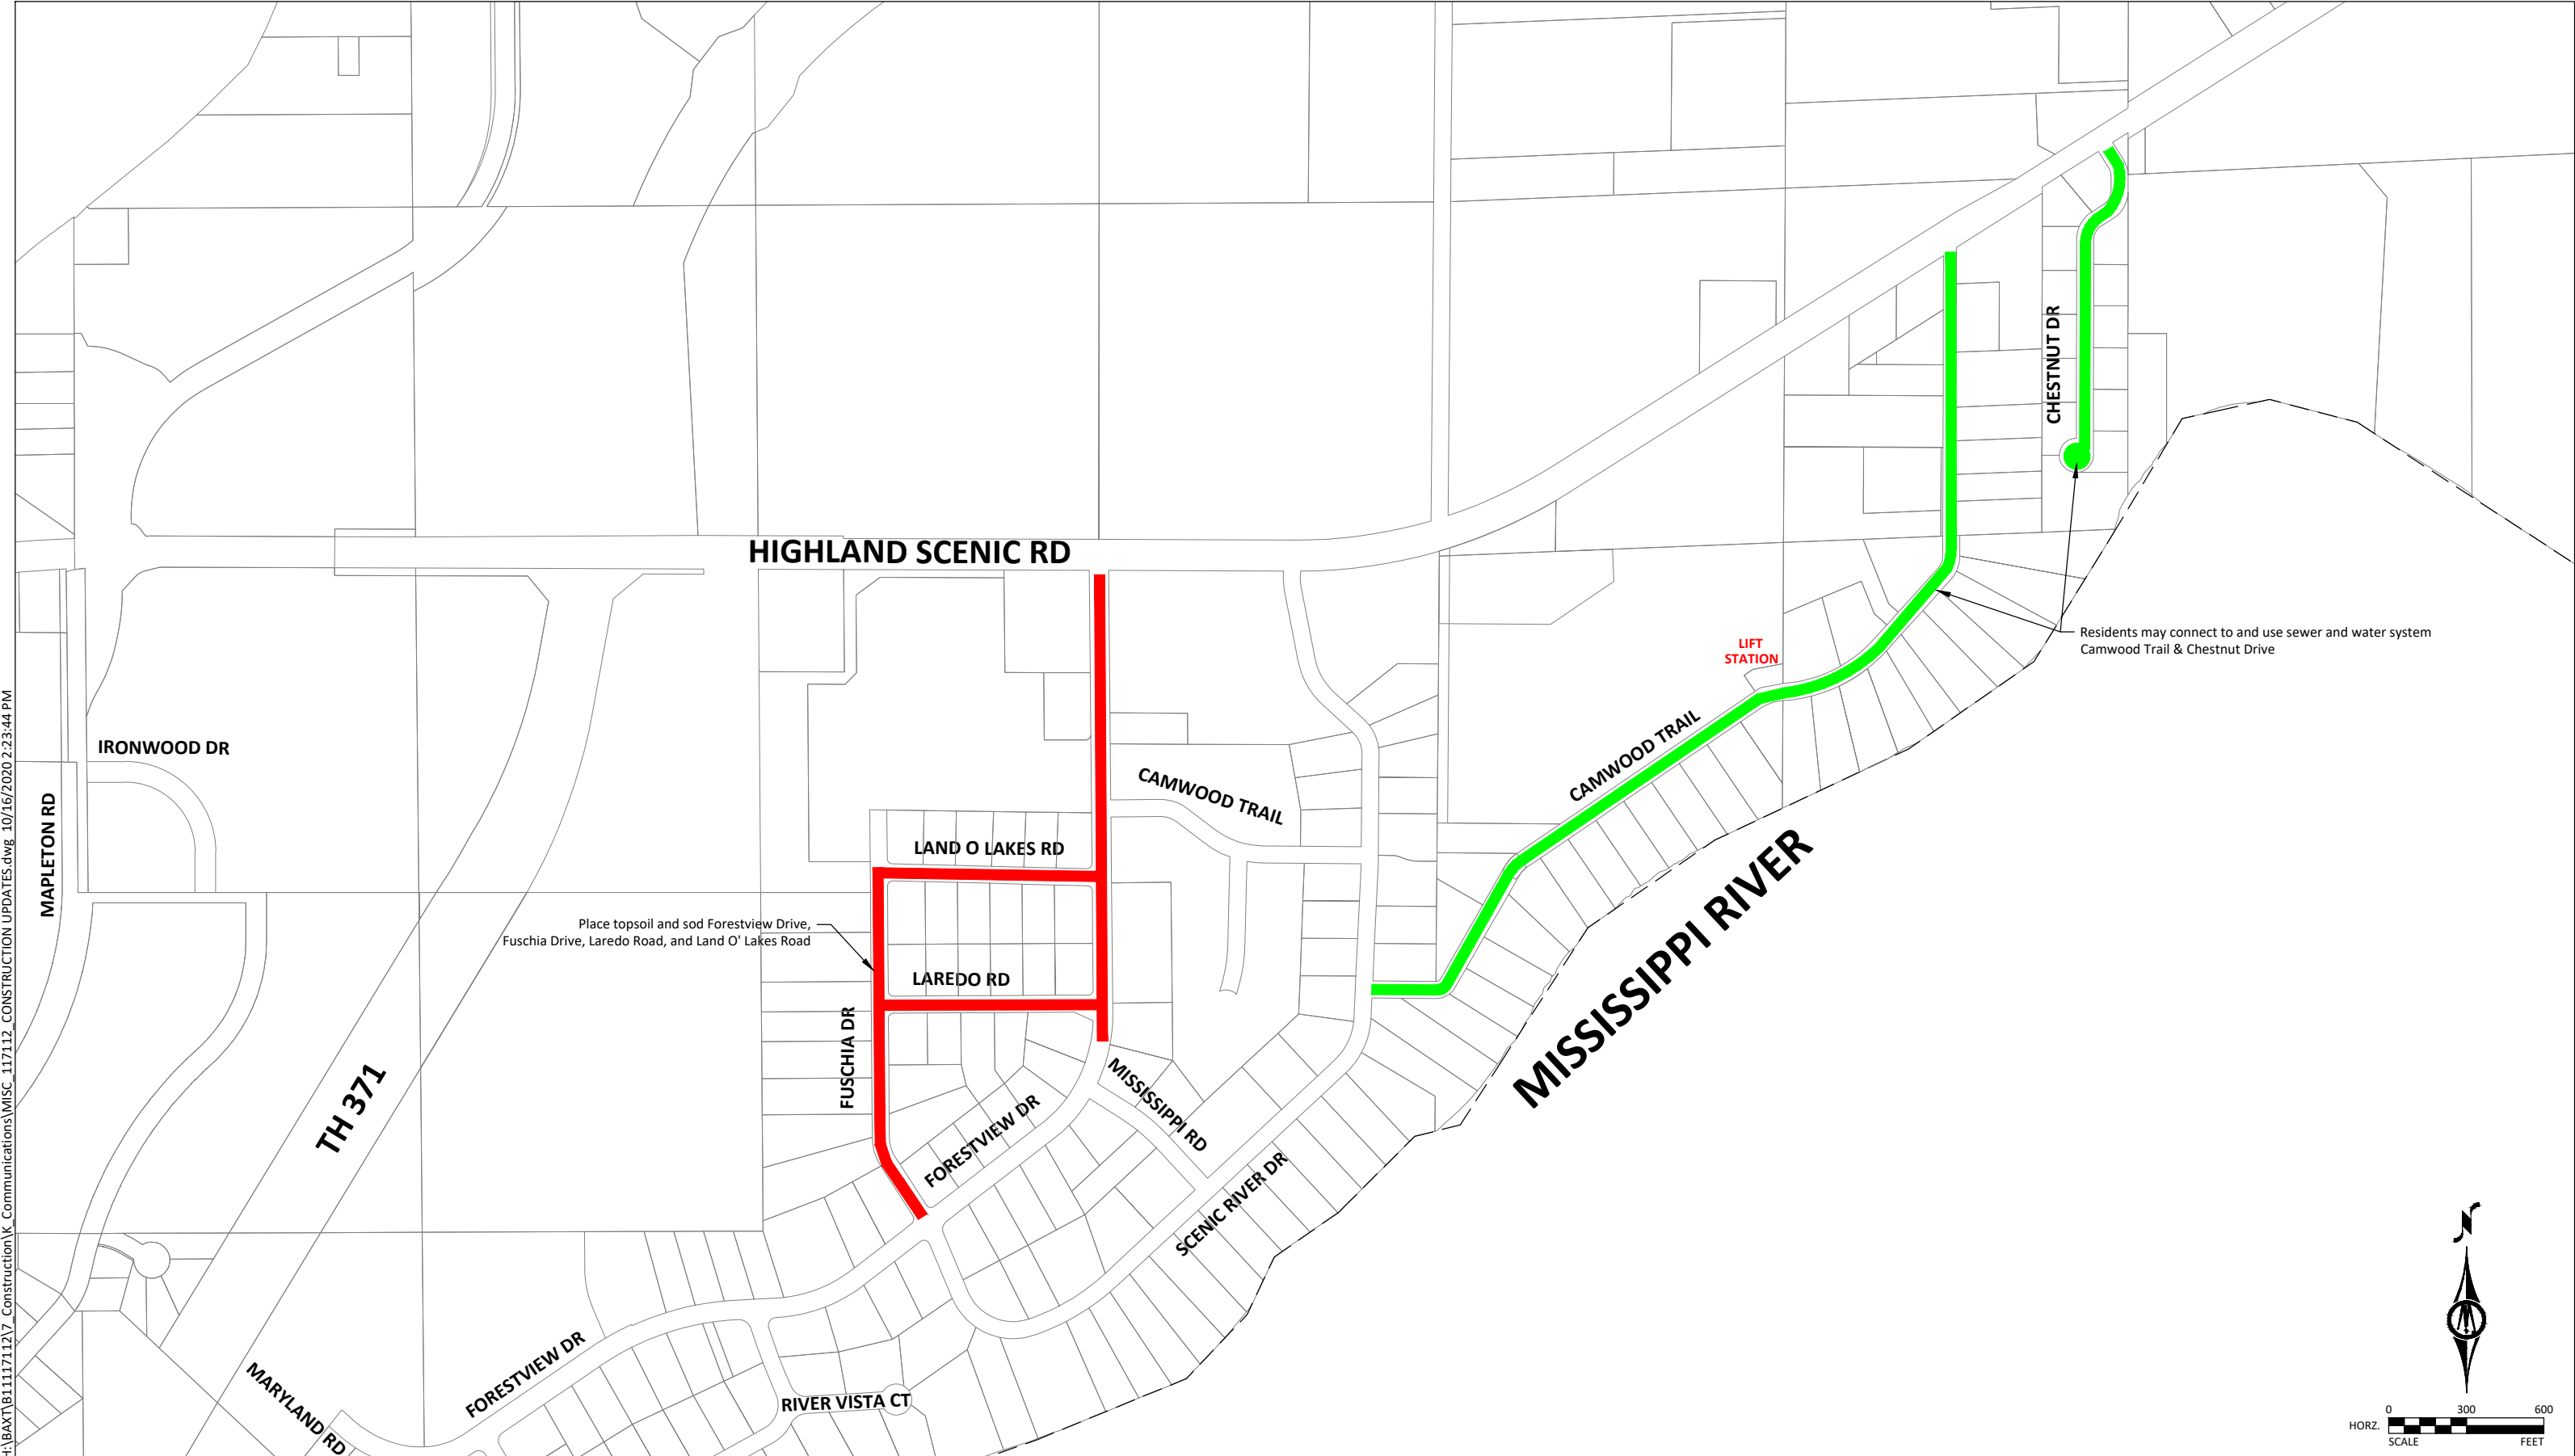 HIGHLAND SCENIC RD
CHESTNUT DR
LIFT
STATION
Residents may connect to and use sewer and water system
Camwood Trail & Chestnut Drive
CAMWOOD TRAIL
CAMWOOD TRAIL
IRONWOOD DR
MAPLETON RD
LAND O LAKES RD
Place topsoil and sod Forestview Drive,
Fuschia Drive, Laredo Road, and Land O' Lakes Road
LAREDO RD
FUSCHIA DR
MISSISSIPPI RIVER
TH 371
FORESTVIEW DR
MISSISSIPPI RD
SCENIC RIVER DR
FORESTVIEW DR
MARYLAND RD
RIVER VISTA CT
N
0 300 600
HORZ.
SCALE FEET
H:\BAXT\B11117112\7_Construction\K_Communications\MISC_117112_CONSTRUCTION UPDATES.dwg 10/16/2020 2:23:44 PM